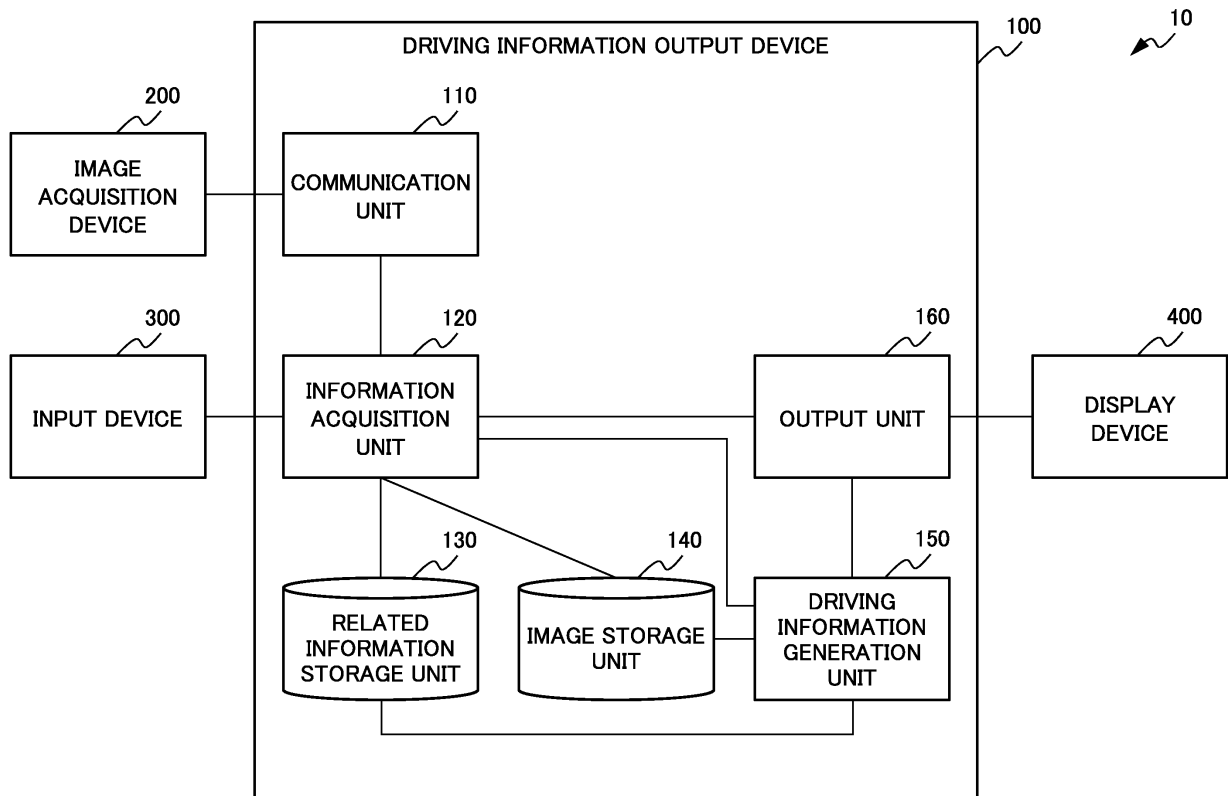 10
100
DRIVING INFORMATION OUTPUT DEVICE
200
110
IMAGE
ACQUISITION
DEVICE
COMMUNICATION
UNIT
300
120
160
400
INPUT DEVICE
INFORMATION
ACQUISITION
UNIT
OUTPUT UNIT
DISPLAY
DEVICE
130
140
150
RELATED
INFORMATION
STORAGE UNIT
IMAGE STORAGE
UNIT
DRIVING
INFORMATION
GENERATION
UNIT